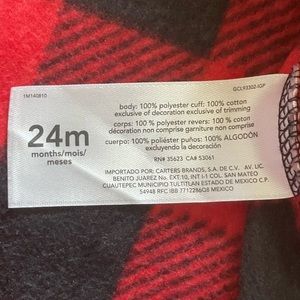 1M140810
GCL93302-IGP
body: 100% polyester cuff: 100% cotton
exclusive of decoration exclusive of trimming
corps: 100% polyester revers: 100% coton
décoration non comprise garniture non comprise
cuerpo: 100% poliéster puños: 100% ALGODÓN
excluyendo la decoración
24m
months/mois/
meses
RN# 35623 CA# 53061
IMPORTADO POR: CARTERS BRANDS, S.A. DE C.V. AV. LIC.
BENITO JUAREZ No. EXT.10, INT I-1 COL. SAN MATEO
CUAUTEPEC MUNICIPIO TULTITLAN ESTADO DE MEXICO C.P.
54948 RFC IBB 7712286Q8 MEXICO